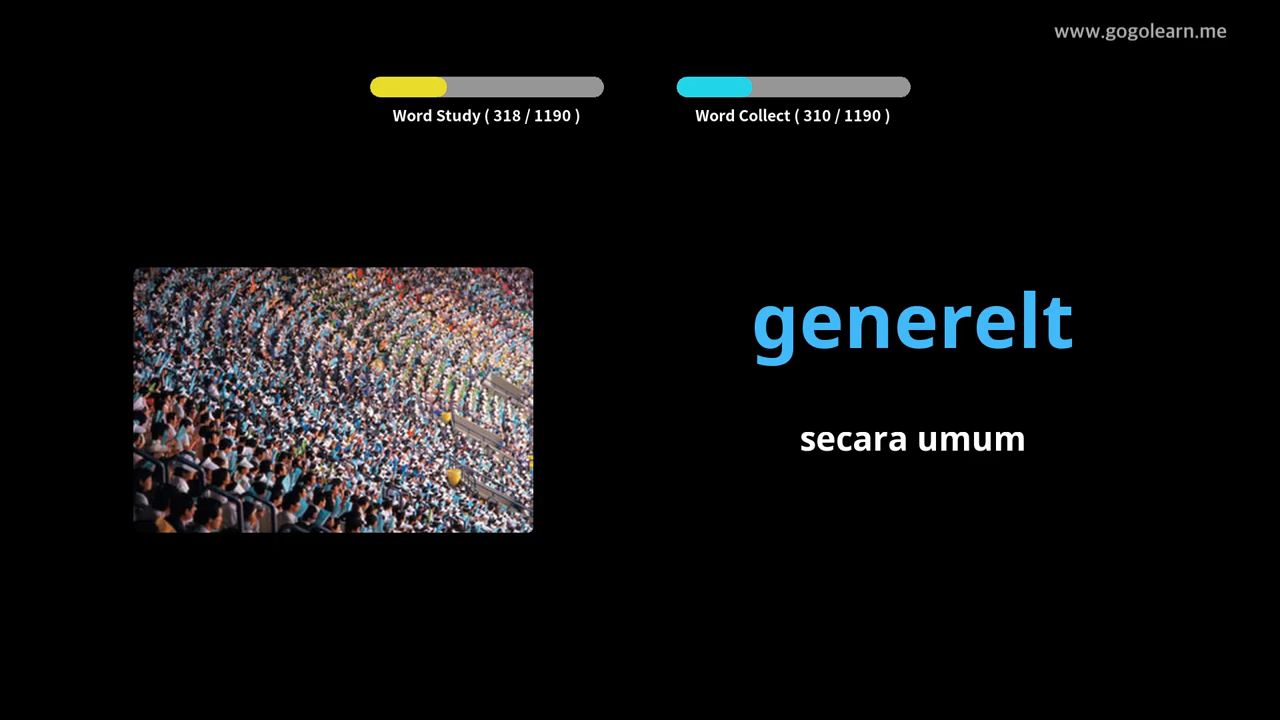 www.gogolearn.me
Word Study ( 318 / 1190 )
Word Collect ( 310 / 1190 )
generelt
secara umum